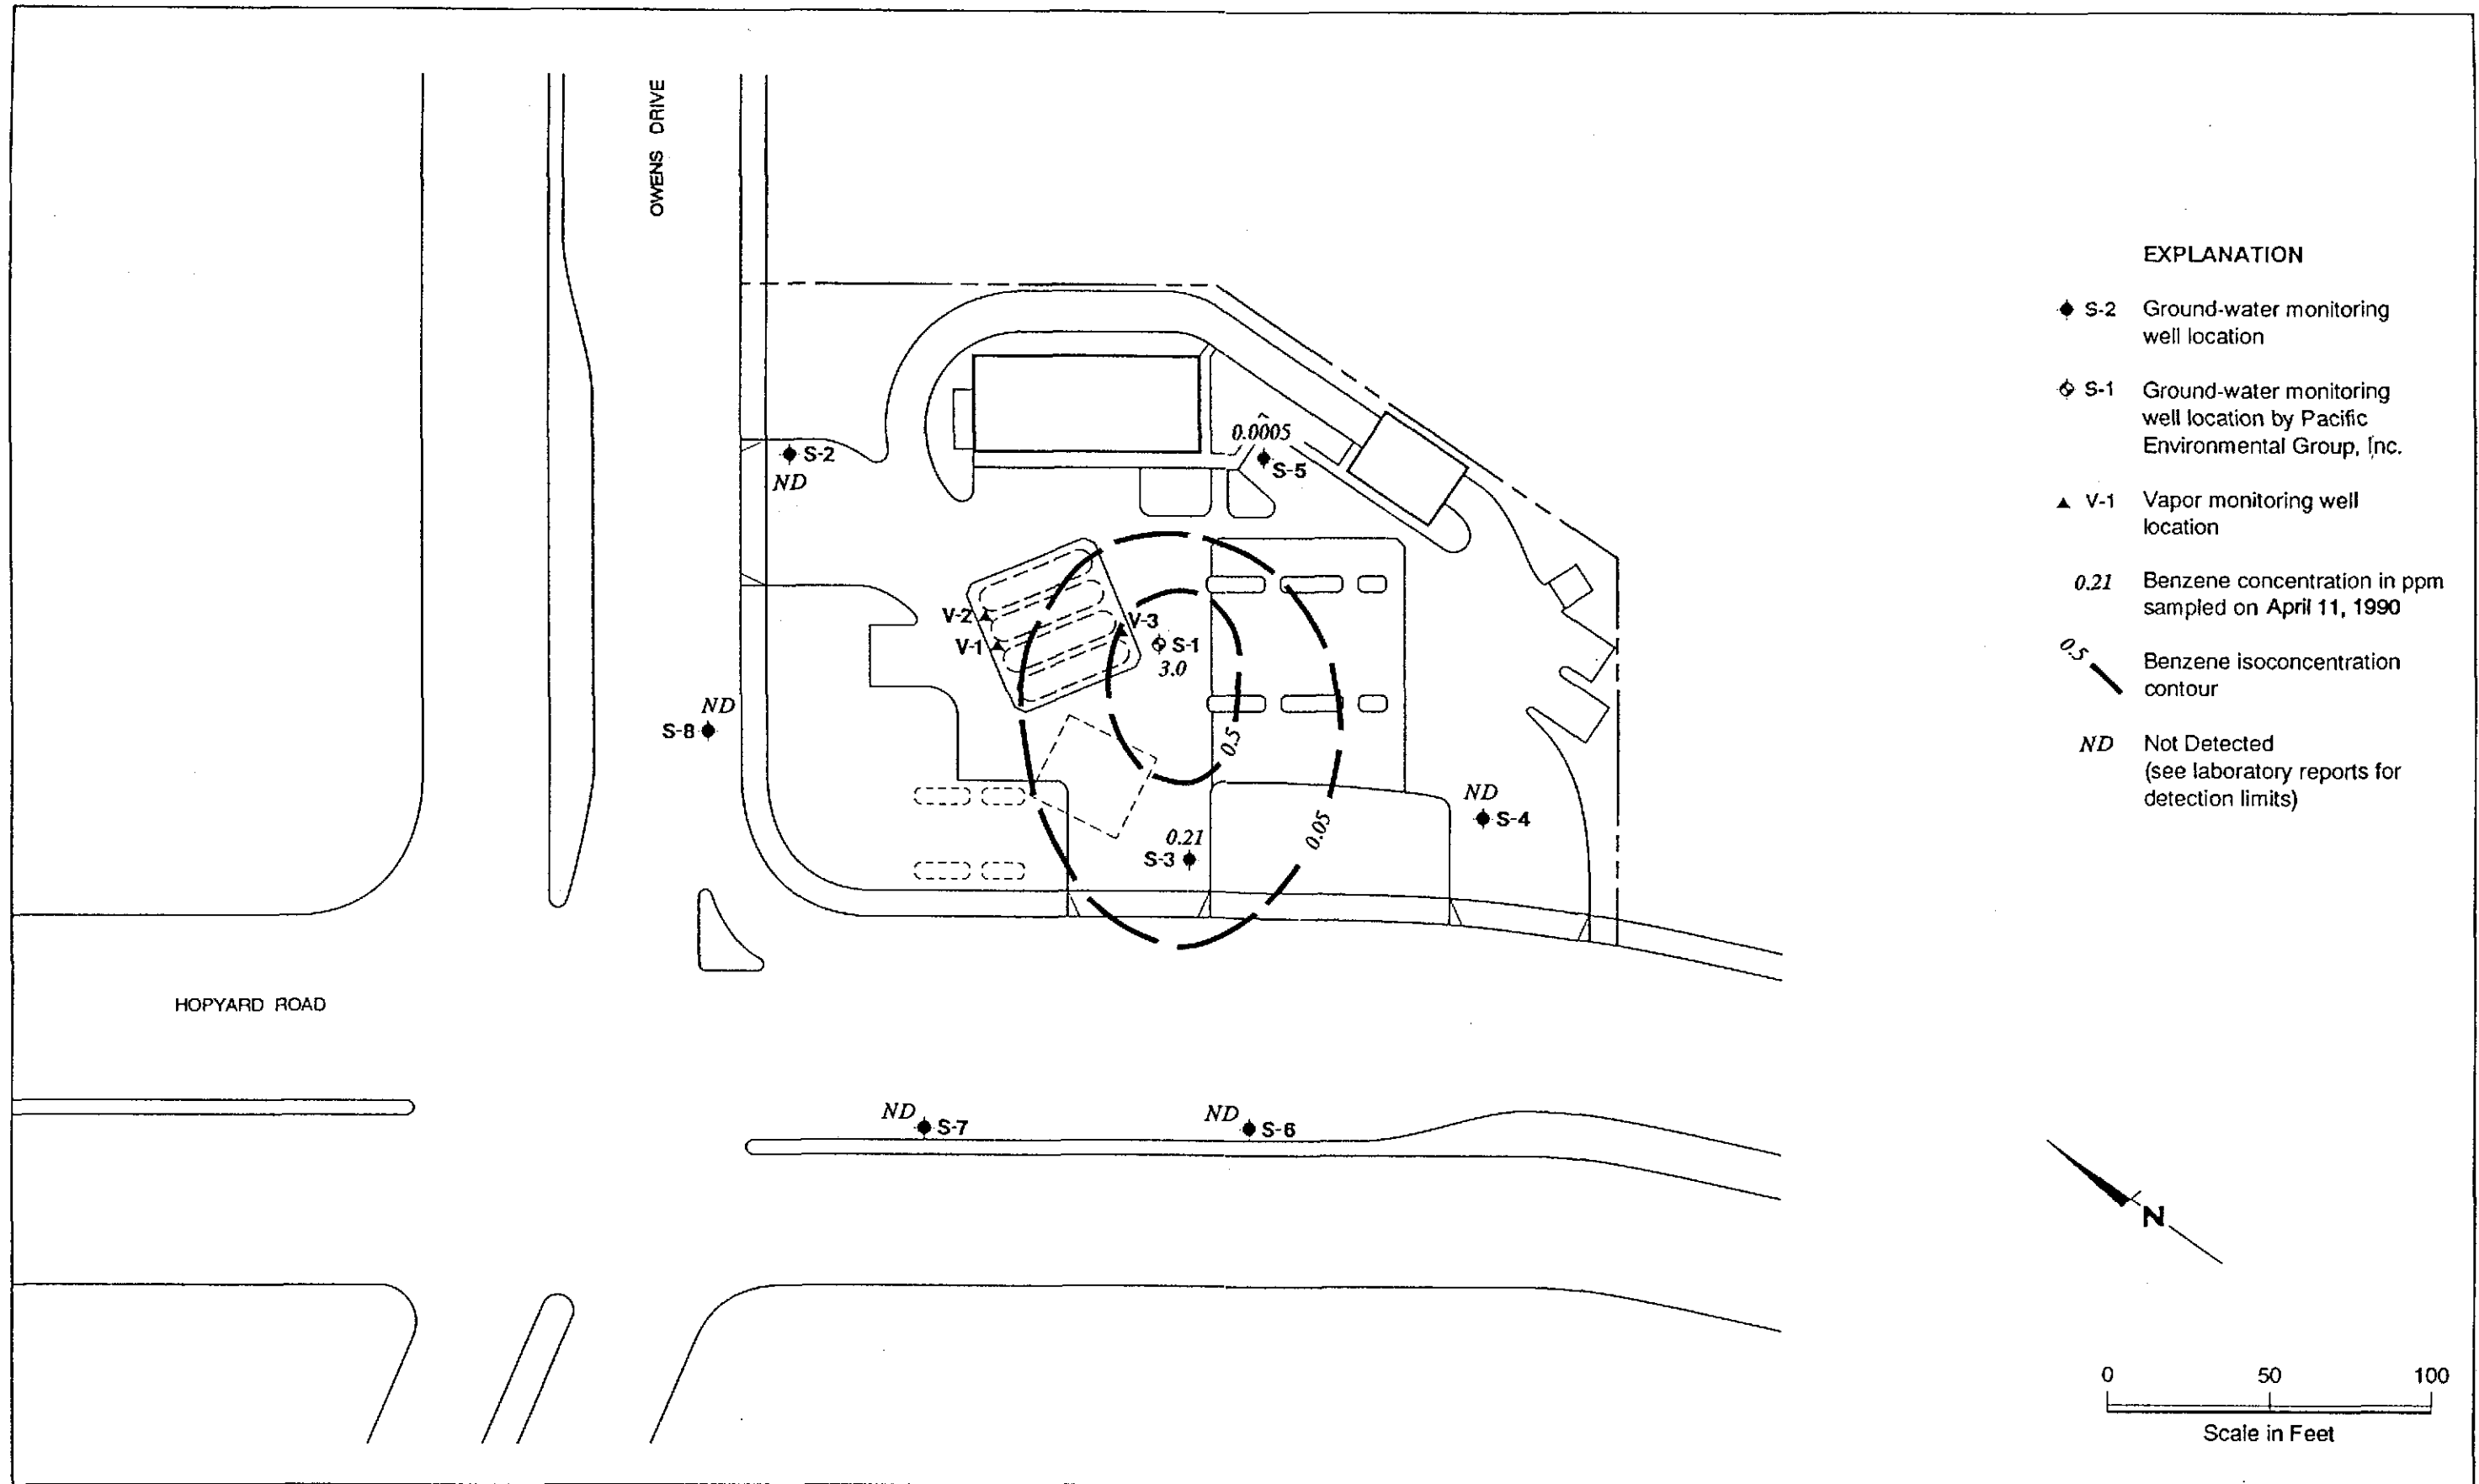 OWENS DRIVE
EXPLANATION
S-2 Ground-water monitoring
well location
S-1 Ground-water monitoring
well location by Pacific
Environmental Group, Inc.
V-1 Vapor monitoring well
location
0.21 Benzene concentration in ppm
sampled on April 11, 1990
0.5 Benzene isoconcentration
contour
ND Not Detected
(see laboratory reports for
detection limits)
0.0005
S-5
S-2
ND
V-2
V-3
V-1
S-1
3.0
ND
S-8
0.5
ND
S-4
0.05
0.21
S-3
HOPYARD ROAD
ND
S-7
ND
S-6
N
0 50 100
Scale in Feet